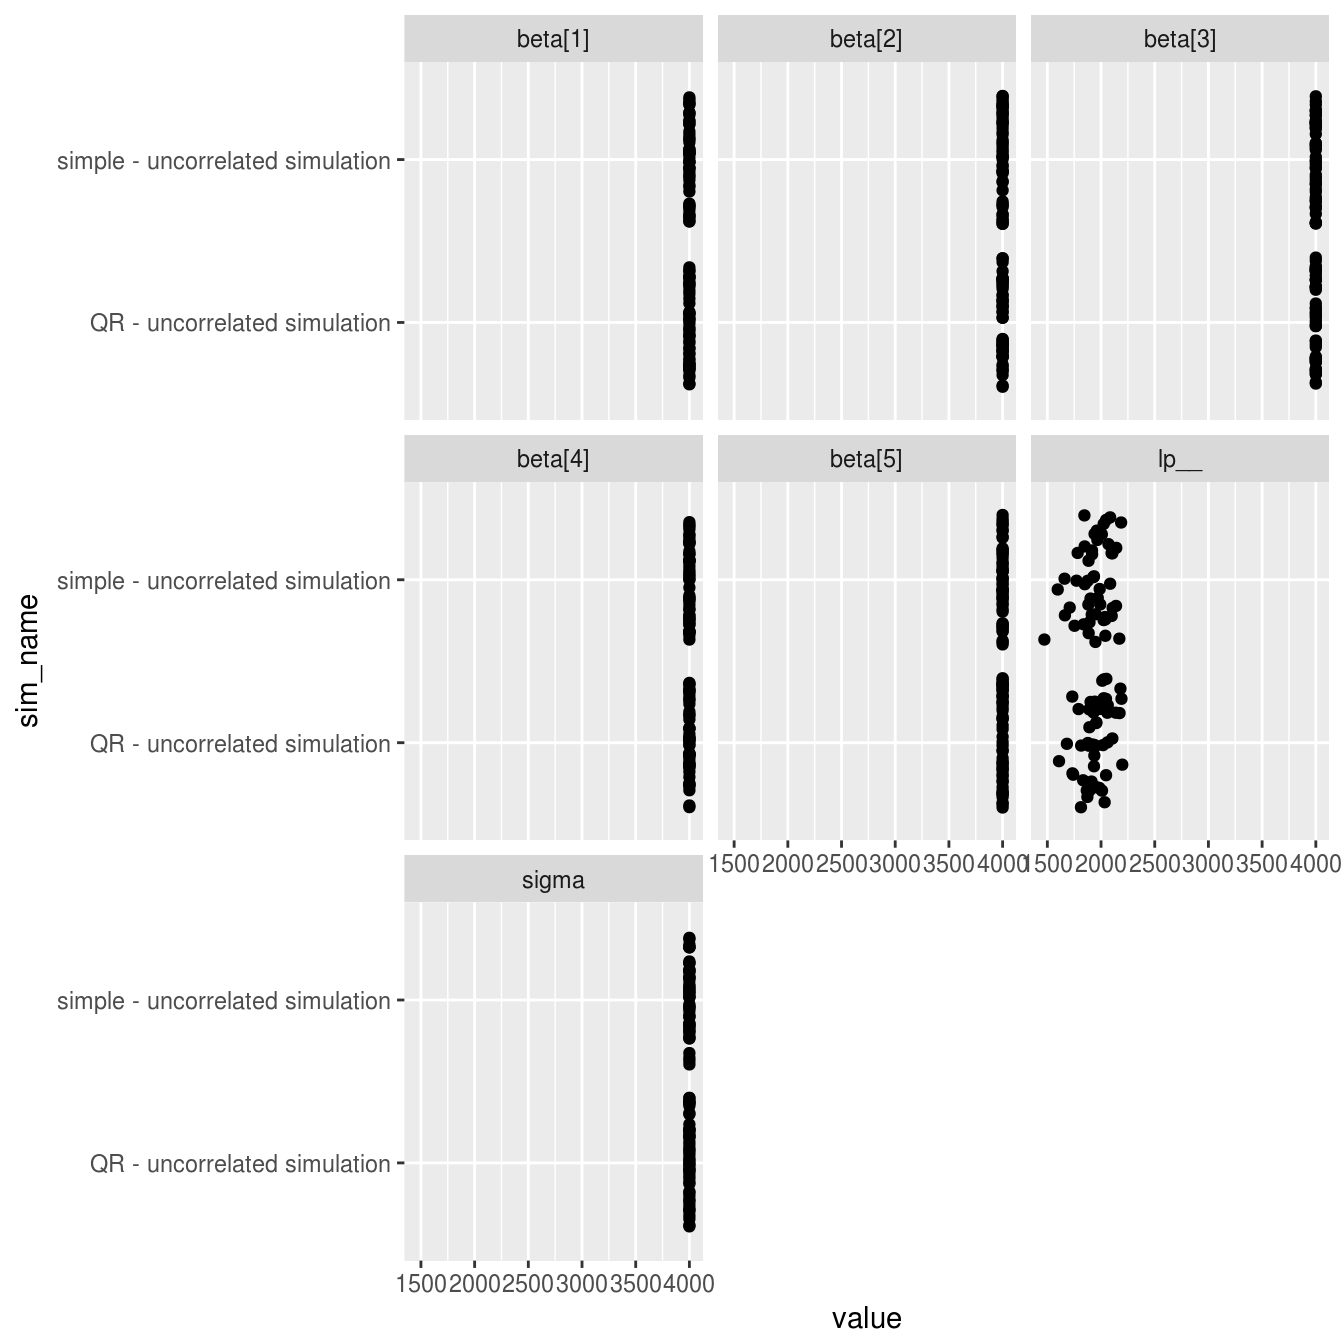 beta[1] beta[2] beta[3]
simple - uncorrelated simulation
QR - uncorrelated simulation
beta[4] beta[5] lp__
simple - uncorrelated simulation
QR - uncorrelated simulation
1500 2000 2500 3000 3500 4000 1500 2000 2500 3000 3500 4000
sigma
simple - uncorrelated simulation
QR - uncorrelated simulation
1500 2000 2500 3000 3500 4000
value
sim_name